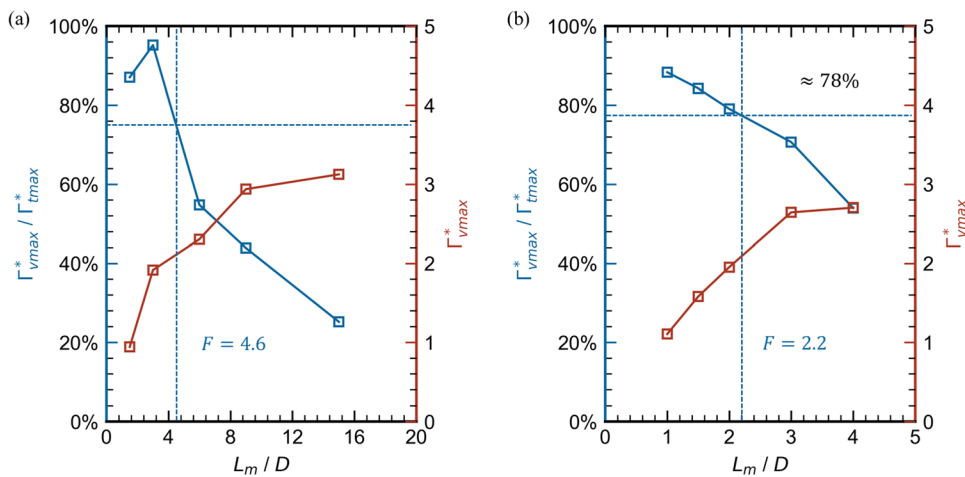 (a)
100%
80%
60%
40%
20%
0%
Γ*vmax / Γ*tmax
5
4
3
2
1
0
Γ*vmax
F = 4.6
0 4 8 12 16 20
Lm / D
(b)
100%
80%
60%
40%
20%
0%
Γ*vmax / Γ*tmax
5
4
3
2
1
0
Γ*vmax
≈ 78%
F = 2.2
0 1 2 3 4 5
Lm / D